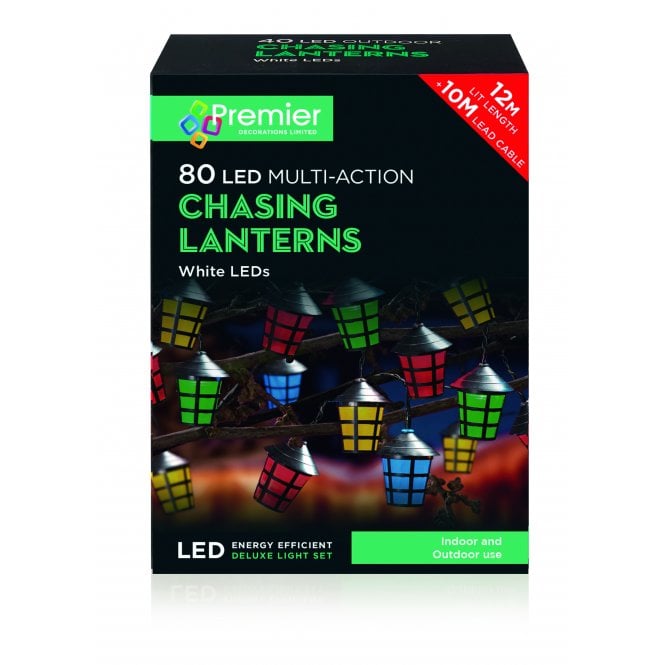 40 LED OUTDOOR
CHASING
LANTERNS
White LEDs
12M
LIT LENGTH
+10M LEAD CABLE
Premier
DECORATIONS LIMITED
80 LED MULTI-ACTION
CHASING
LANTERNS
White LEDs
LED
ENERGY EFFICIENT
DELUXE LIGHT SET
Indoor and
Outdoor use